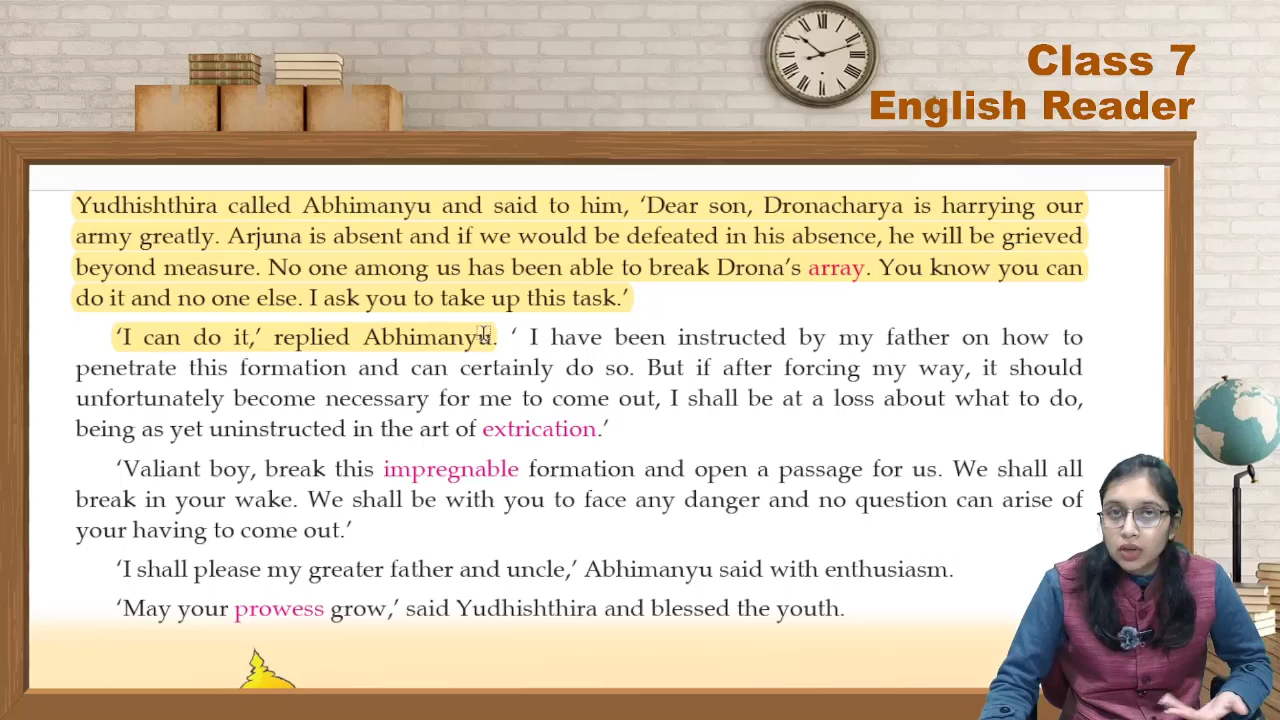 Class 7
English Reader
Yudhishthira called Abhimanyu and said to him, ‘Dear son, Dronacharya is harrying our
army greatly. Arjuna is absent and if we would be defeated in his absence, he will be grieved
beyond measure. No one among us has been able to break Drona’s array. You know you can
do it and no one else. I ask you to take up this task.’
‘I can do it,’ replied Abhimanyu. ‘ I have been instructed by my father on how to
penetrate this formation and can certainly do so. But if after forcing my way, it should
unfortunately become necessary for me to come out, I shall be at a loss about what to do,
being as yet uninstructed in the art of extrication.’
‘Valiant boy, break this impregnable formation and open a passage for us. We shall all
break in your wake. We shall be with you to face any danger and no question can arise of
your having to come out.’
‘I shall please my greater father and uncle,’ Abhimanyu said with enthusiasm.
‘May your prowess grow,’ said Yudhishthira and blessed the youth.